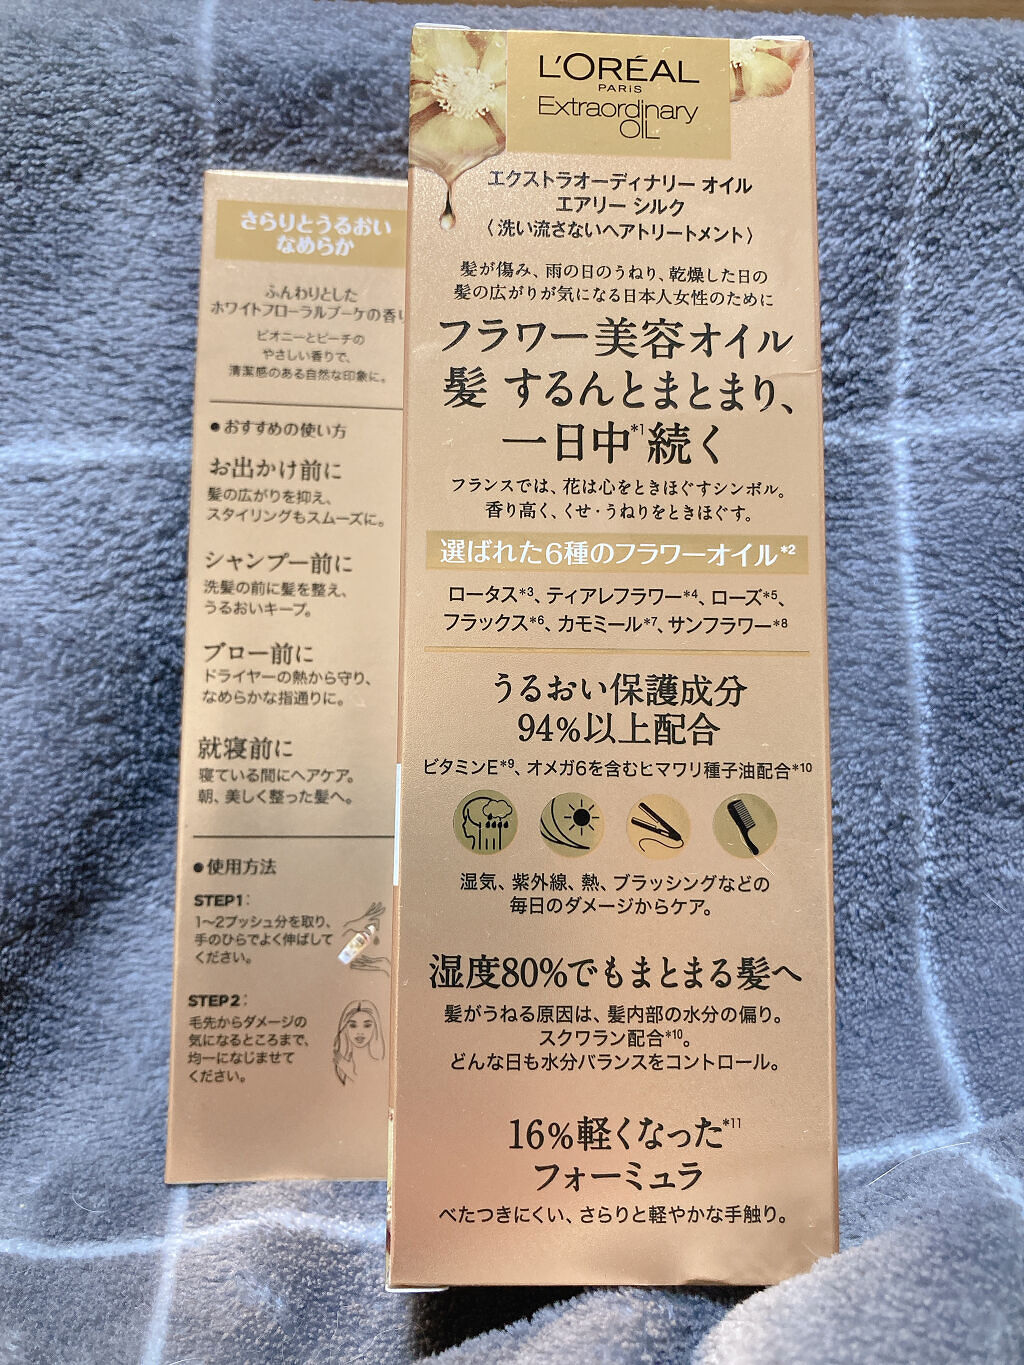 L'ORÉAL
PARIS
Extraordinary
OIL
エクストラオーディナリー オイル
エアリー シルク
〈洗い流さないヘアトリートメント〉
髪が傷み、雨の日のうねり、乾燥した日の
髪の広がりが気になる日本人女性のために
フラワー美容オイル
髪 するんとまとまり、
一日中*1続く
フランスでは、花は心をときほぐすシンボル。
香り高く、くせ・うねりをときほぐす。
選ばれた6種のフラワーオイル*2
ロータス*3、ティアレフラワー*4、ローズ*5、
フラックス*6、カモミール*7、サンフラワー*8
うるおい保護成分
94%以上配合
ビタミンE*9、オメガ6を含むヒマワリ種子油配合*10
湿気、紫外線、熱、ブラッシングなどの
毎日のダメージからケア。
湿度80%でもまとまる髪へ
髪がうねる原因は、髪内部の水分の偏り。
スクワラン配合*10。
どんな日も水分バランスをコントロール。
16%軽くなった*11
フォーミュラ
べたつきにくい、さらりと軽やかな手触り。
さらりとうるおい
なめらか
ふんわりとした
ホワイトフローラルブーケの香り
ピオニーとピーチの
やさしい香りで、
清潔感のある自然な印象に。
●おすすめの使い方
お出かけ前に
髪の広がりを抑え、
スタイリングもスムーズに。
シャンプー前に
洗髪の前に髪を整え、
うるおいキープ。
ブロー前に
ドライヤーの熱から守り、
なめらかな指通りに。
就寝前に
寝ている間にヘアケア。
朝、美しく整った髪へ。
●使用方法
STEP1:
1〜2プッシュ分を取り、
手のひらでよく伸ばして
ください。
STEP2:
毛先からダメージの
気になるところまで、
均一になじませて
ください。